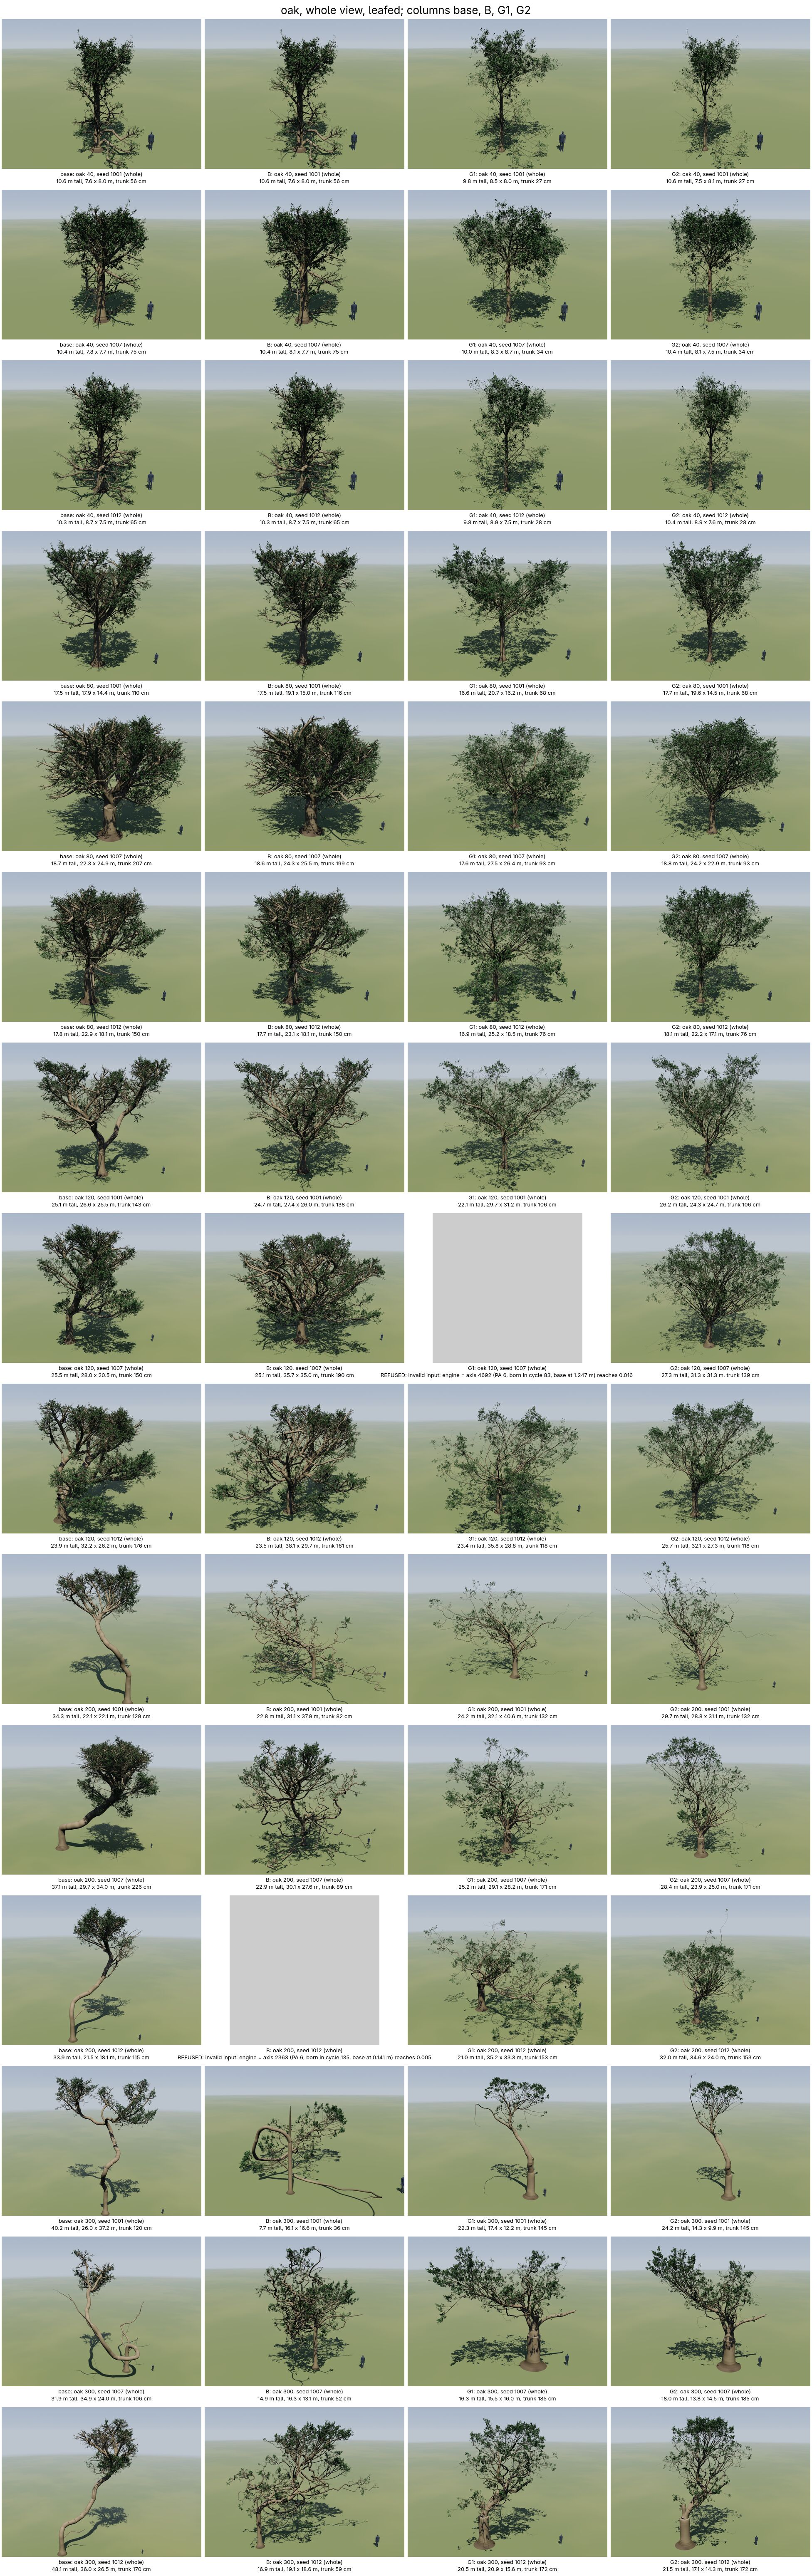 oak, whole view, leafed; columns base, B, G1, G2
base: oak 40, seed 1001 (whole)
10.6 m tall, 7.6 x 8.0 m, trunk 56 cm
B: oak 40, seed 1001 (whole)
10.6 m tall, 7.6 x 8.0 m, trunk 56 cm
G1: oak 40, seed 1001 (whole)
9.8 m tall, 8.5 x 8.0 m, trunk 27 cm
G2: oak 40, seed 1001 (whole)
10.6 m tall, 7.5 x 8.1 m, trunk 27 cm
base: oak 40, seed 1007 (whole)
10.4 m tall, 7.8 x 7.7 m, trunk 75 cm
B: oak 40, seed 1007 (whole)
10.4 m tall, 8.1 x 7.7 m, trunk 75 cm
G1: oak 40, seed 1007 (whole)
10.0 m tall, 8.3 x 8.7 m, trunk 34 cm
G2: oak 40, seed 1007 (whole)
10.4 m tall, 8.1 x 7.5 m, trunk 34 cm
base: oak 40, seed 1012 (whole)
10.3 m tall, 8.7 x 7.5 m, trunk 65 cm
B: oak 40, seed 1012 (whole)
10.3 m tall, 8.7 x 7.5 m, trunk 65 cm
G1: oak 40, seed 1012 (whole)
9.8 m tall, 8.9 x 7.5 m, trunk 28 cm
G2: oak 40, seed 1012 (whole)
10.4 m tall, 8.9 x 7.6 m, trunk 28 cm
base: oak 80, seed 1001 (whole)
17.5 m tall, 17.9 x 14.4 m, trunk 110 cm
B: oak 80, seed 1001 (whole)
17.5 m tall, 19.1 x 15.0 m, trunk 116 cm
G1: oak 80, seed 1001 (whole)
16.6 m tall, 20.7 x 16.2 m, trunk 68 cm
G2: oak 80, seed 1001 (whole)
17.7 m tall, 19.6 x 14.5 m, trunk 68 cm
base: oak 80, seed 1007 (whole)
18.7 m tall, 22.3 x 24.9 m, trunk 207 cm
B: oak 80, seed 1007 (whole)
18.6 m tall, 24.3 x 25.5 m, trunk 199 cm
G1: oak 80, seed 1007 (whole)
17.6 m tall, 27.5 x 26.4 m, trunk 93 cm
G2: oak 80, seed 1007 (whole)
18.8 m tall, 24.2 x 22.9 m, trunk 93 cm
base: oak 80, seed 1012 (whole)
17.8 m tall, 22.9 x 18.1 m, trunk 150 cm
B: oak 80, seed 1012 (whole)
17.7 m tall, 23.1 x 18.1 m, trunk 150 cm
G1: oak 80, seed 1012 (whole)
16.9 m tall, 25.2 x 18.5 m, trunk 76 cm
G2: oak 80, seed 1012 (whole)
18.1 m tall, 22.2 x 17.1 m, trunk 76 cm
base: oak 120, seed 1001 (whole)
25.1 m tall, 26.6 x 25.5 m, trunk 143 cm
B: oak 120, seed 1001 (whole)
24.7 m tall, 27.4 x 26.0 m, trunk 138 cm
G1: oak 120, seed 1001 (whole)
22.1 m tall, 29.7 x 31.2 m, trunk 106 cm
G2: oak 120, seed 1001 (whole)
26.2 m tall, 24.3 x 24.7 m, trunk 106 cm
base: oak 120, seed 1007 (whole)
25.5 m tall, 28.0 x 20.5 m, trunk 150 cm
B: oak 120, seed 1007 (whole)
25.1 m tall, 35.7 x 35.0 m, trunk 190 cm
G1: oak 120, seed 1007 (whole)
REFUSED: invalid input: engine = axis 4692 (PA 6, born in cycle 83, base at 1.247 m) reaches 0.016
G2: oak 120, seed 1007 (whole)
27.3 m tall, 31.3 x 31.3 m, trunk 139 cm
base: oak 120, seed 1012 (whole)
23.9 m tall, 32.2 x 26.2 m, trunk 176 cm
B: oak 120, seed 1012 (whole)
23.5 m tall, 38.1 x 29.7 m, trunk 161 cm
G1: oak 120, seed 1012 (whole)
23.4 m tall, 35.8 x 28.8 m, trunk 118 cm
G2: oak 120, seed 1012 (whole)
25.7 m tall, 32.1 x 27.3 m, trunk 118 cm
base: oak 200, seed 1001 (whole)
34.3 m tall, 22.1 x 22.1 m, trunk 129 cm
B: oak 200, seed 1001 (whole)
22.8 m tall, 31.1 x 37.9 m, trunk 82 cm
G1: oak 200, seed 1001 (whole)
24.2 m tall, 32.1 x 40.6 m, trunk 132 cm
G2: oak 200, seed 1001 (whole)
29.7 m tall, 28.8 x 31.1 m, trunk 132 cm
base: oak 200, seed 1007 (whole)
37.1 m tall, 29.7 x 34.0 m, trunk 226 cm
B: oak 200, seed 1007 (whole)
22.9 m tall, 30.1 x 27.6 m, trunk 89 cm
G1: oak 200, seed 1007 (whole)
25.2 m tall, 29.1 x 28.2 m, trunk 171 cm
G2: oak 200, seed 1007 (whole)
28.4 m tall, 23.9 x 25.0 m, trunk 171 cm
base: oak 200, seed 1012 (whole)
33.9 m tall, 21.5 x 18.1 m, trunk 115 cm
B: oak 200, seed 1012 (whole)
REFUSED: invalid input: engine = axis 2363 (PA 6, born in cycle 135, base at 0.141 m) reaches 0.005
G1: oak 200, seed 1012 (whole)
21.0 m tall, 35.2 x 33.3 m, trunk 153 cm
G2: oak 200, seed 1012 (whole)
32.0 m tall, 34.6 x 24.0 m, trunk 153 cm
base: oak 300, seed 1001 (whole)
40.2 m tall, 26.0 x 37.2 m, trunk 120 cm
B: oak 300, seed 1001 (whole)
7.7 m tall, 16.1 x 16.6 m, trunk 36 cm
G1: oak 300, seed 1001 (whole)
22.3 m tall, 17.4 x 12.2 m, trunk 145 cm
G2: oak 300, seed 1001 (whole)
24.2 m tall, 14.3 x 9.9 m, trunk 145 cm
base: oak 300, seed 1007 (whole)
31.9 m tall, 34.9 x 24.0 m, trunk 106 cm
B: oak 300, seed 1007 (whole)
14.9 m tall, 16.3 x 13.1 m, trunk 52 cm
G1: oak 300, seed 1007 (whole)
16.3 m tall, 15.5 x 16.0 m, trunk 185 cm
G2: oak 300, seed 1007 (whole)
18.0 m tall, 13.8 x 14.5 m, trunk 185 cm
base: oak 300, seed 1012 (whole)
48.1 m tall, 36.0 x 26.5 m, trunk 170 cm
B: oak 300, seed 1012 (whole)
16.9 m tall, 19.1 x 18.6 m, trunk 59 cm
G1: oak 300, seed 1012 (whole)
20.5 m tall, 20.9 x 15.6 m, trunk 172 cm
G2: oak 300, seed 1012 (whole)
21.5 m tall, 17.1 x 14.3 m, trunk 172 cm